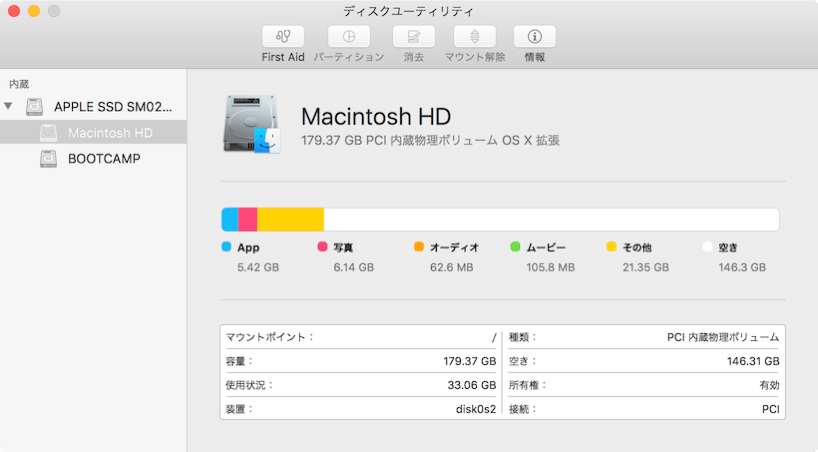 ディスクユーティリティ
First Aid パーティション 消去 マウント解除 情報
内蔵
APPLE SSD SM02...
Macintosh HD
BOOTCAMP
Macintosh HD
179.37 GB PCI 内蔵物理ボリューム OS X 拡張
App 写真 オーディオ ムービー その他 空き
5.42 GB 6.14 GB 62.6 MB 105.8 MB 21.35 GB 146.3 GB
マウントポイント： / 種類： PCI 内蔵物理ボリューム
容量： 179.37 GB 空き： 146.31 GB
使用状況： 33.06 GB 所有権： 有効
装置： disk0s2 接続： PCI